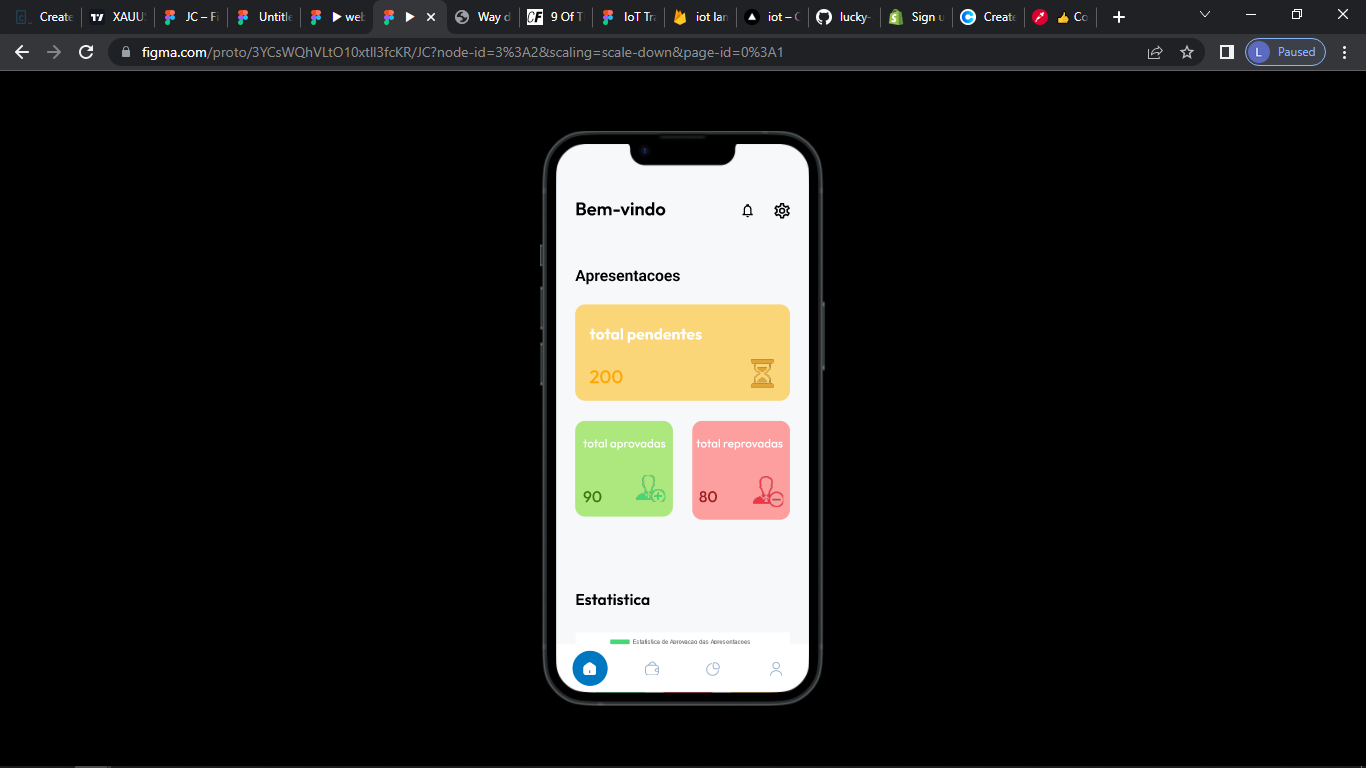 Create
XAUU
JC – Fi
Untitle
▶ web
▶
Way d
CF 9 Of T
IoT Tra
iot lan
iot – O
lucky-
Sign u
Create
👍 Co
figma.com/proto/3YCsWQhVLtO10xtlI3fcKR/JC?node-id=3%3A2&scaling=scale-down&page-id=0%3A1
L Paused
Bem-vindo
Apresentacoes
total pendentes
200
total aprovadas
90
total reprovadas
80
Estatistica
Estatistica de Aprovacao das Apresentacoes